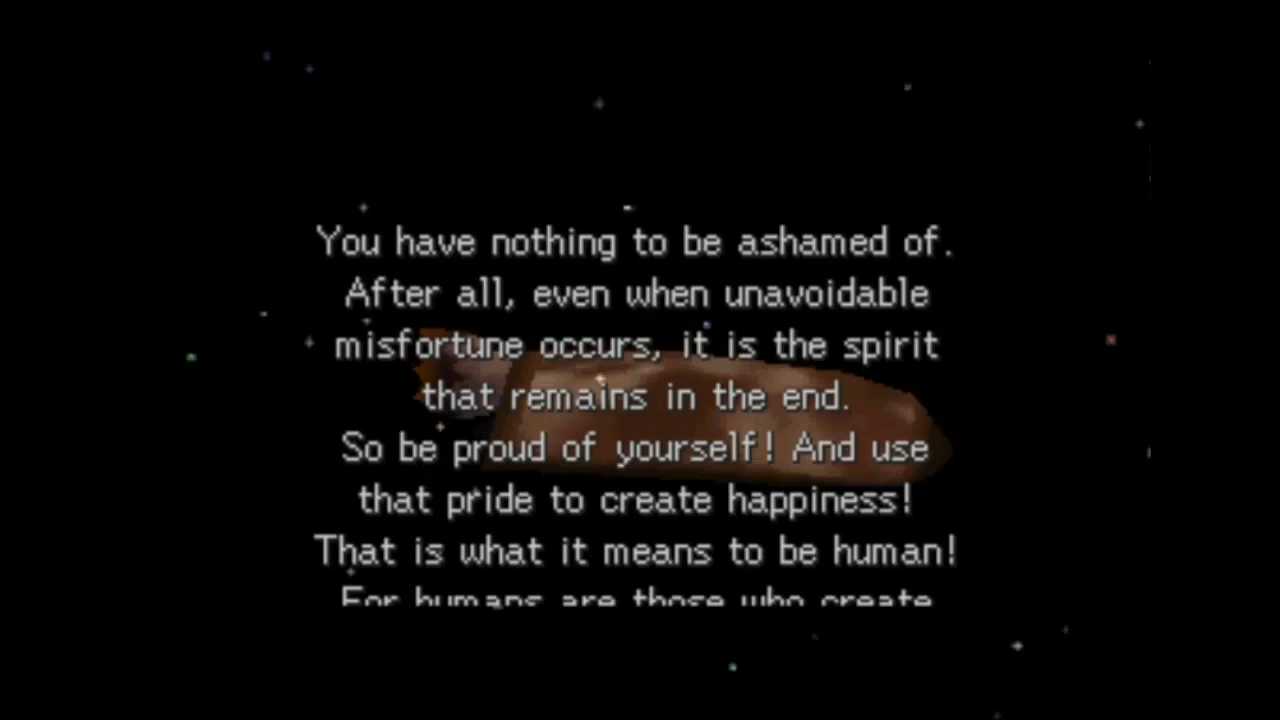 You have nothing to be ashamed of.
After all, even when unavoidable
misfortune occurs, it is the spirit
that remains in the end.
So be proud of yourself! And use
that pride to create happiness!
That is what it means to be human!
For humans are those who create